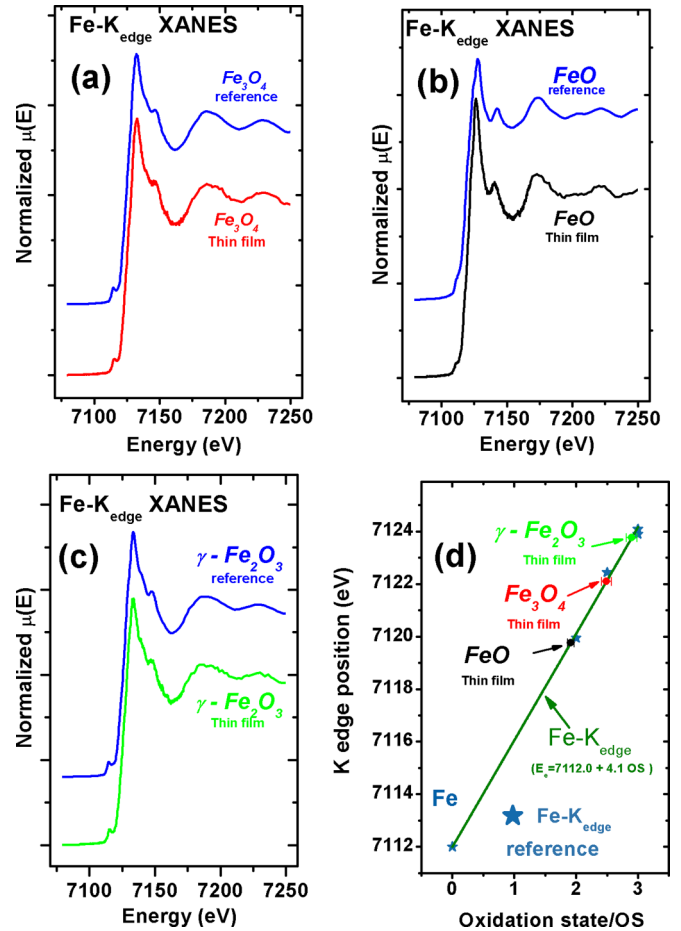 Fe-K edge XANES
(a)
Fe3O4
reference
Fe3O4
Thin film
Normalized μ(E)
7100 7150 7200 7250
Energy (eV)
Fe-K edge XANES
(b)
FeO
reference
FeO
Thin film
Normalized μ(E)
7100 7150 7200 7250
Energy (eV)
Fe-K edge XANES
(c)
γ - Fe2O3
reference
γ - Fe2O3
Thin film
Normalized μ(E)
7100 7150 7200 7250
Energy (eV)
7124
7122
7120
7118
7116
7114
7112
K edge position (eV)
γ - Fe2O3
Thin film
(d)
Fe3O4
Thin film
FeO
Thin film
Fe-K edge
(E_e=7112.0 + 4.1 OS )
Fe
Fe-K edge
reference
0 1 2 3
Oxidation state/OS